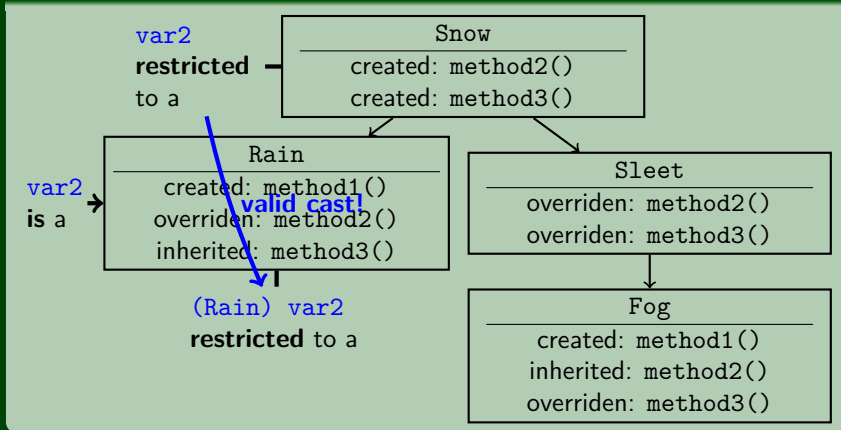 var2
restricted
to a
Snow
created: method2()
created: method3()
var2
is a
Rain
created: method1()
overriden: method2()
inherited: method3()
valid cast!
(Rain) var2
restricted to a
Sleet
overriden: method2()
overriden: method3()
Fog
created: method1()
inherited: method2()
overriden: method3()